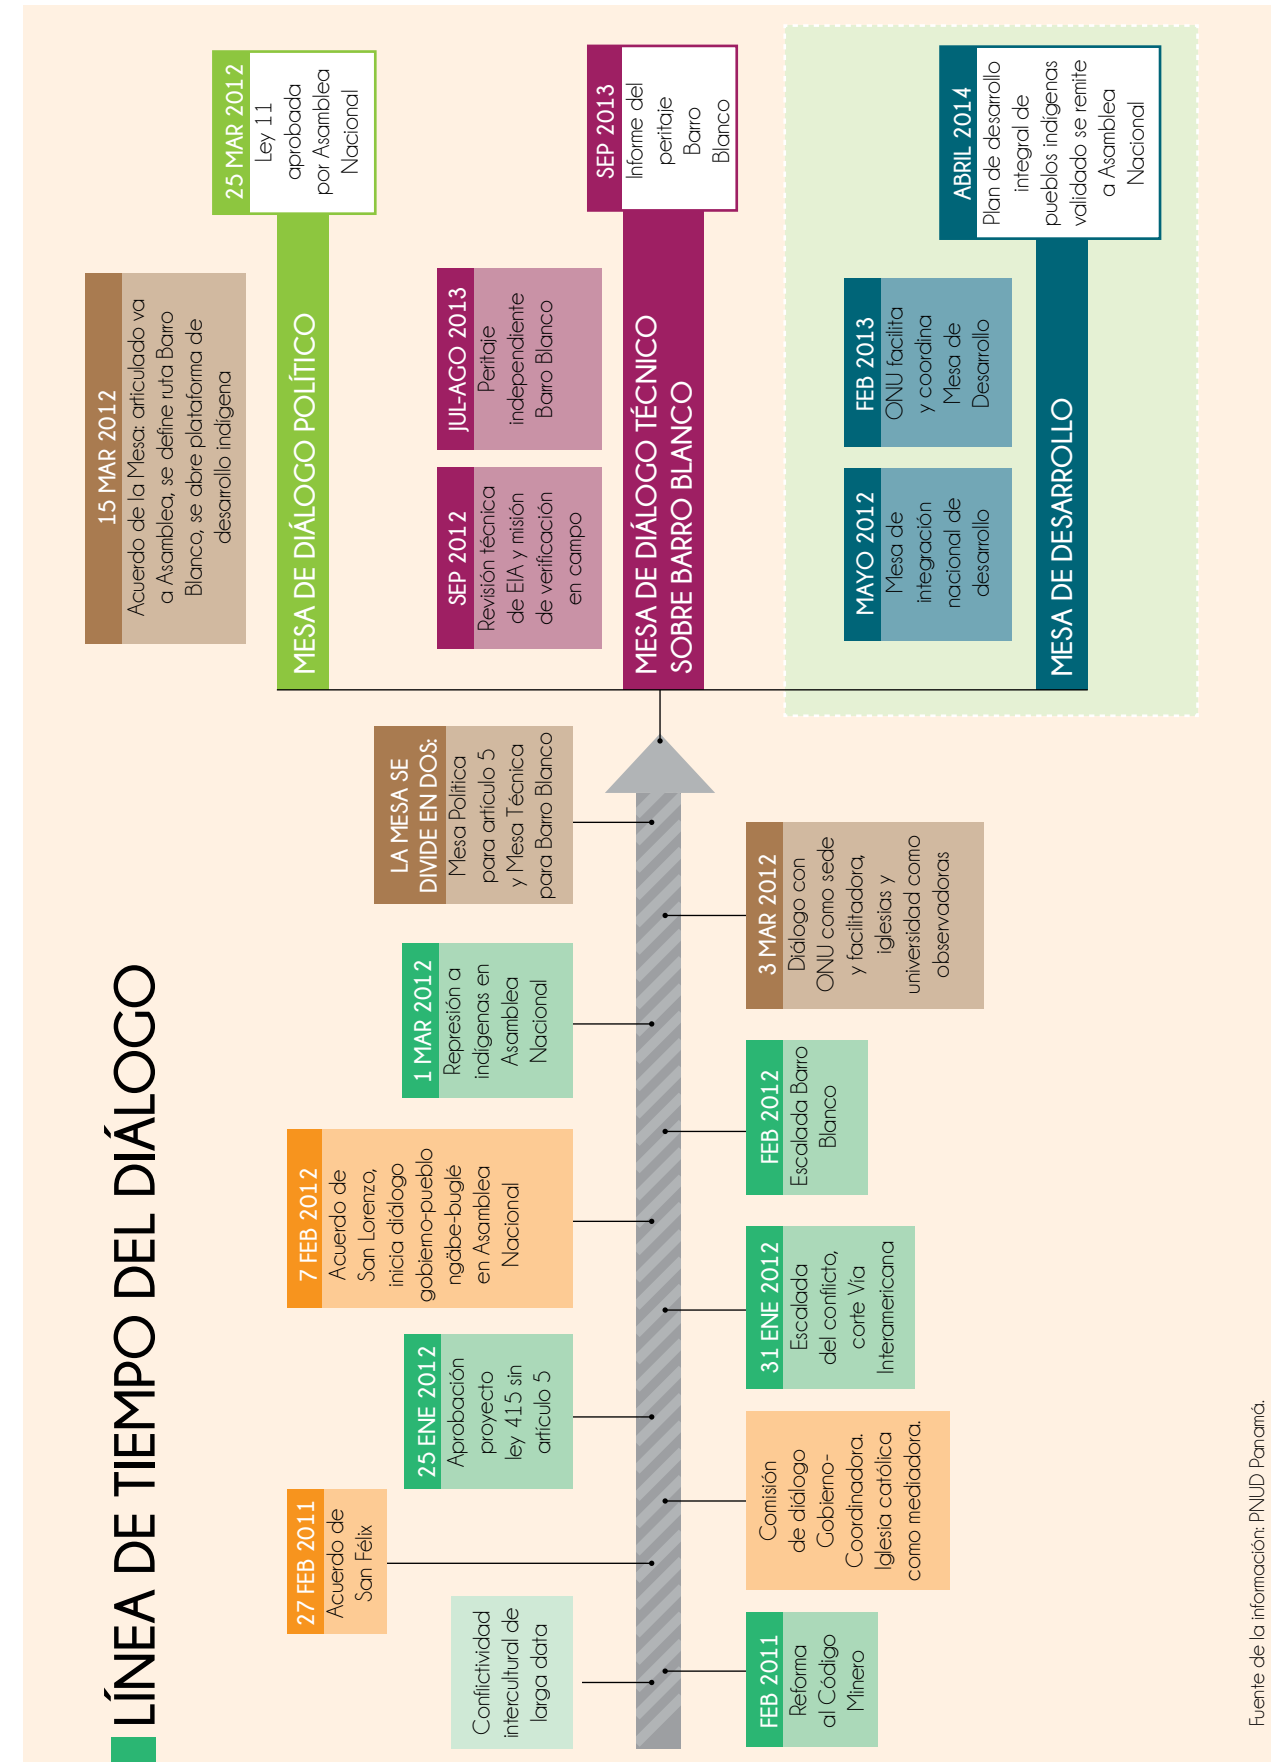 LÍNEA DE TIEMPO DEL DIÁLOGO
Conflictividad
intercultural de
larga data
FEB 2011
Reforma
al Código
Minero
27 FEB 2011
Acuerdo de
San Félix
Comisión
de diálogo
Gobierno-
Coordinadora.
Iglesia católica
como mediadora.
25 ENE 2012
Aprobación
proyecto
ley 415 sin
artículo 5
31 ENE 2012
Escalada
del conflicto,
corte Vía
Interamericana
7 FEB 2012
Acuerdo de
San Lorenzo,
inicia diálogo
gobierno-pueblo
ngäbe-buglé
en Asamblea
Nacional
FEB 2012
Escalada Barro
Blanco
1 MAR 2012
Represión a
indígenas en
Asamblea
Nacional
3 MAR 2012
Diálogo con
ONU como sede
y facilitadora,
iglesias y
universidad como
observadoras
LA MESA SE
DIVIDE EN DOS:
Mesa Política
para artículo 5
y Mesa Técnica
para Barro Blanco
15 MAR 2012
Acuerdo de la Mesa: articulado va
a Asamblea, se define ruta Barro
Blanco, se abre plataforma de
desarrollo indígena
MESA DE DIÁLOGO POLÍTICO
25 MAR 2012
Ley 11
aprobada
por Asamblea
Nacional
SEP 2012
Revisión técnica
de EIA y misión
de verificación
en campo
JUL-AGO 2013
Peritaje
independiente
Barro Blanco
MESA DE DIÁLOGO TÉCNICO
SOBRE BARRO BLANCO
SEP 2013
Informe del
peritaje
Barro
Blanco
MAYO 2012
Mesa de
integración
nacional de
desarrollo
FEB 2013
ONU facilita
y coordina
Mesa de
Desarrollo
MESA DE DESARROLLO
ABRIL 2014
Plan de desarrollo
integral de
pueblos indígenas
validado se remite
a Asamblea
Nacional
Fuente de la información: PNUD Panamá.